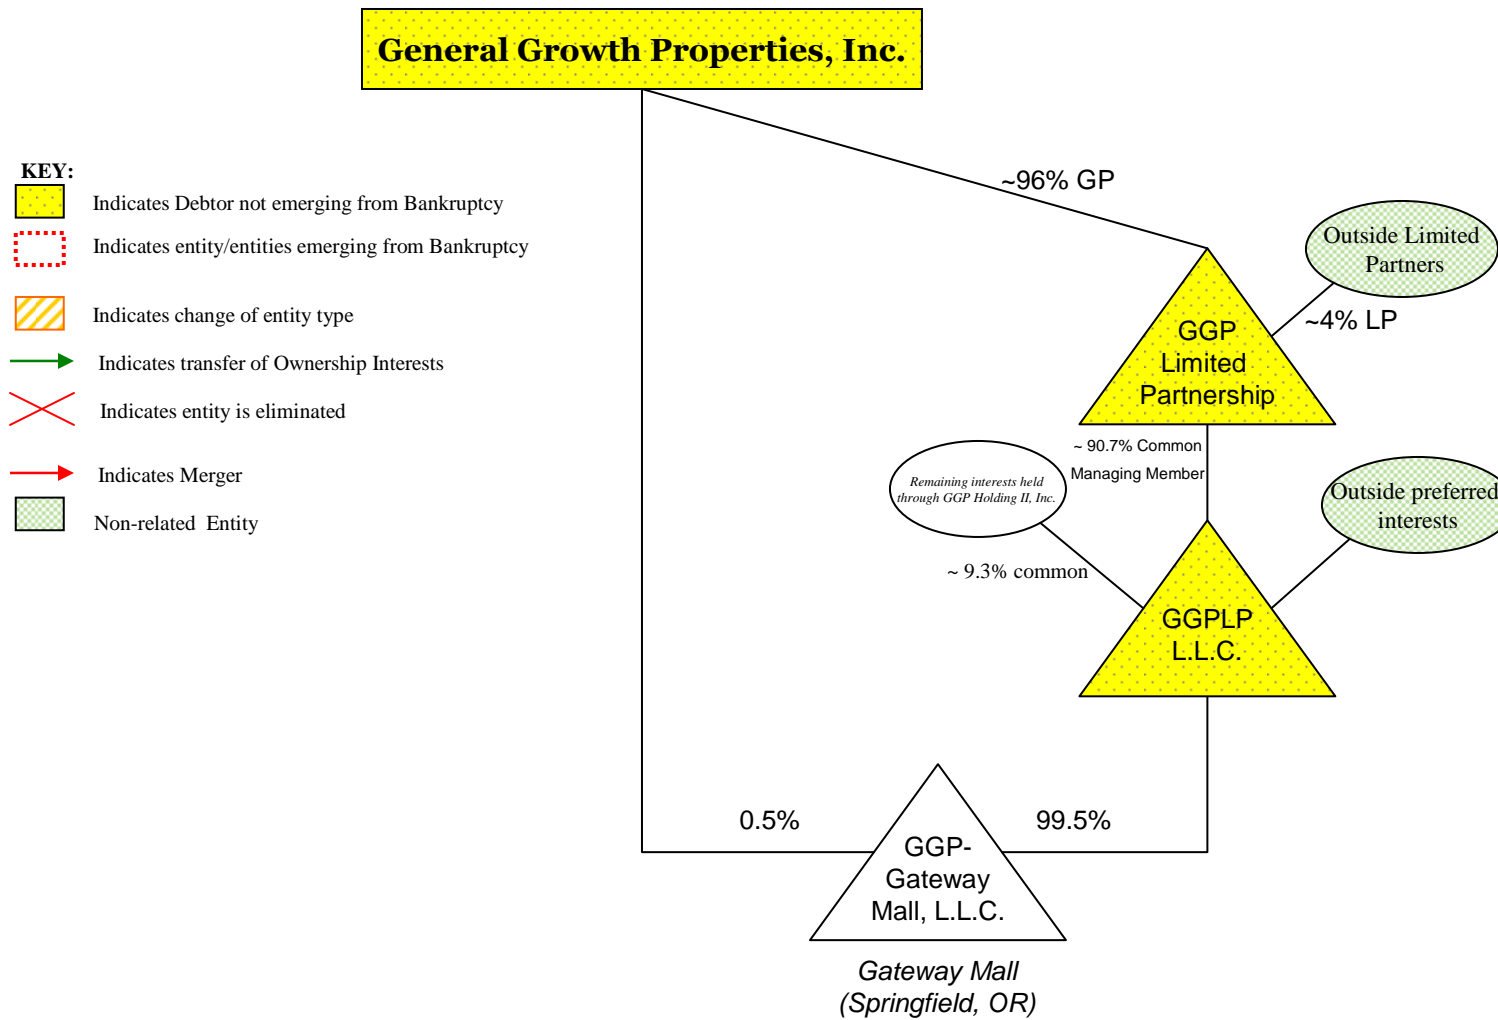 General Growth Properties, Inc.
KEY:
Indicates Debtor not emerging from Bankruptcy
Indicates entity/entities emerging from Bankruptcy
Indicates change of entity type
Indicates transfer of Ownership Interests
Indicates entity is eliminated
Indicates Merger
Non-related Entity
~96% GP
Outside Limited
Partners
~4% LP
GGP
Limited
Partnership
~ 90.7% Common
Managing Member
Remaining interests held
through GGP Holding II, Inc.
~ 9.3% common
Outside preferred
interests
GGPLP
L.L.C.
0.5%
99.5%
GGP-
Gateway
Mall, L.L.C.
Gateway Mall
(Springfield, OR)